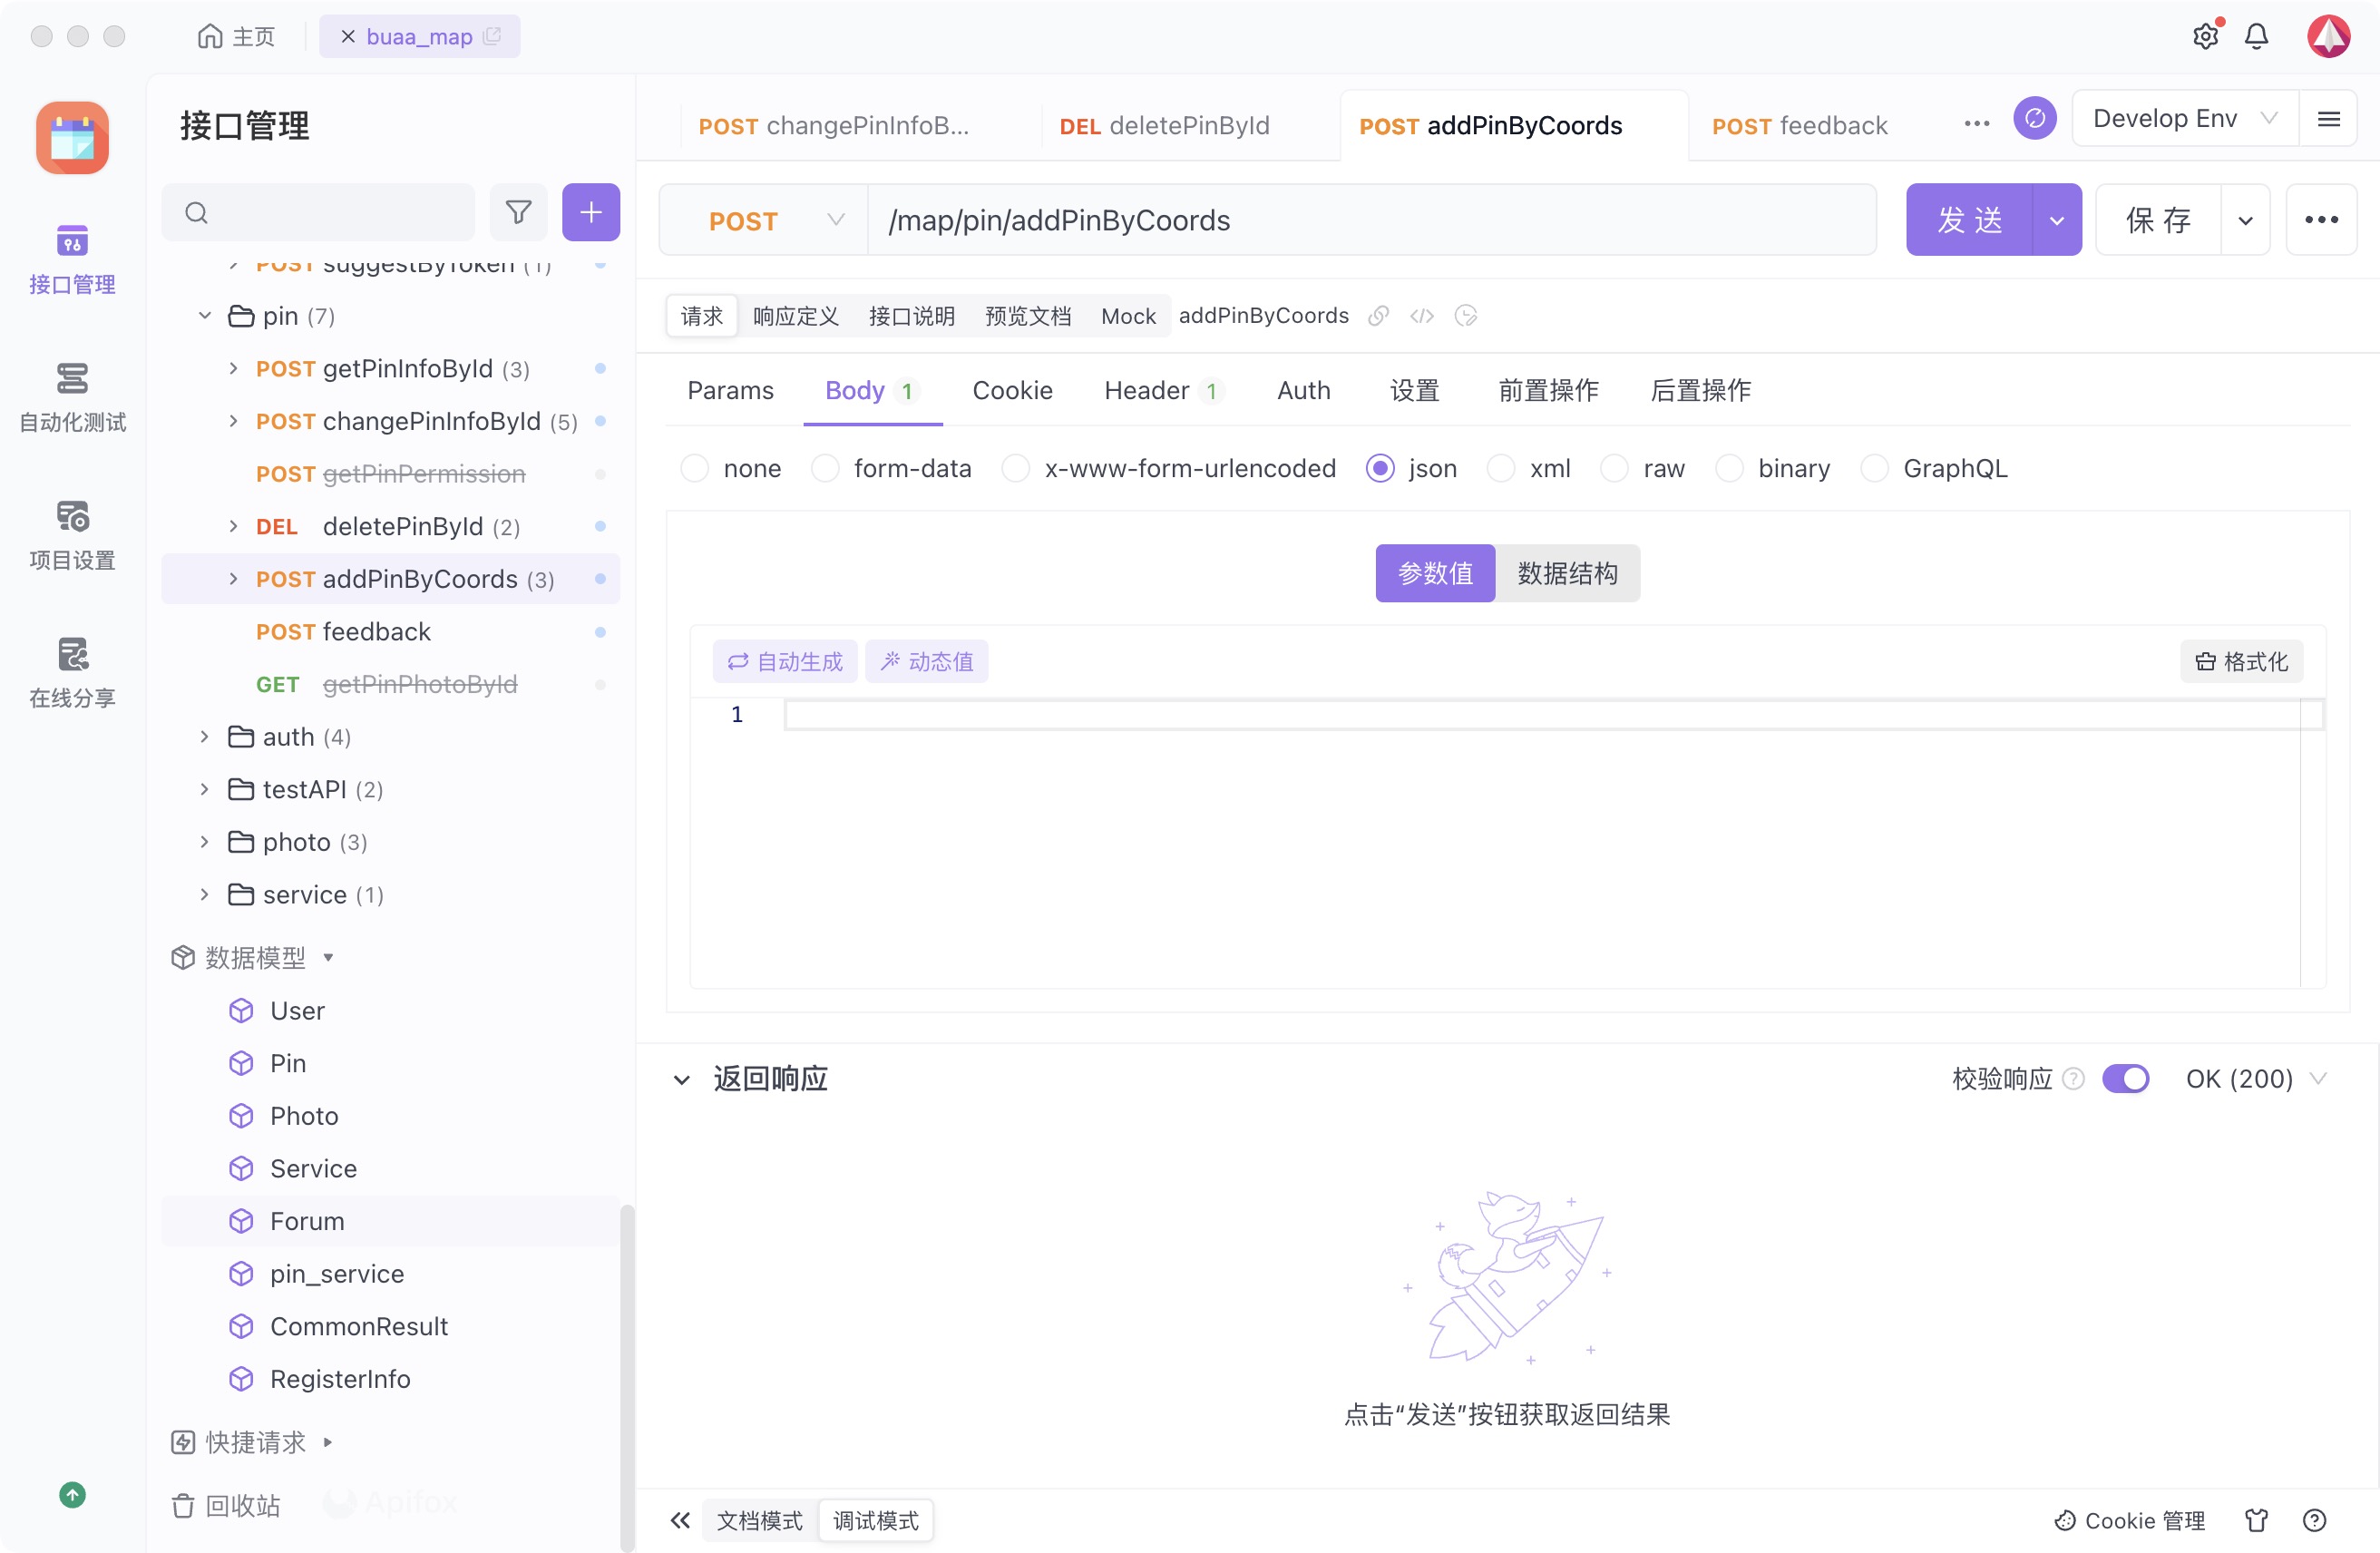 主页
buaa_map
接口管理
自动化测试
项目设置
在线分享
接口管理
POST suggestByToken (1)
pin (7)
POST getPinInfoById (3)
POST changePinInfoById (5)
POST getPinPermission
DEL deletePinById (2)
POST addPinByCoords (3)
POST feedback
GET getPinPhotoById
auth (4)
testAPI (2)
photo (3)
service (1)
数据模型
User
Pin
Photo
Service
Forum
pin_service
CommonResult
RegisterInfo
快捷请求
回收站
Apifox
POST changePinInfoB...
DEL deletePinById
POST addPinByCoords
POST feedback
Develop Env
POST
/map/pin/addPinByCoords
发 送
保 存
请求
响应定义
接口说明
预览文档
Mock
addPinByCoords
Params
Body 1
Cookie
Header 1
Auth
设置
前置操作
后置操作
none
form-data
x-www-form-urlencoded
json
xml
raw
binary
GraphQL
参数值
数据结构
自动生成
动态值
格式化
1
返回响应
校验响应
OK (200)
点击“发送”按钮获取返回结果
文档模式
调试模式
Cookie 管理